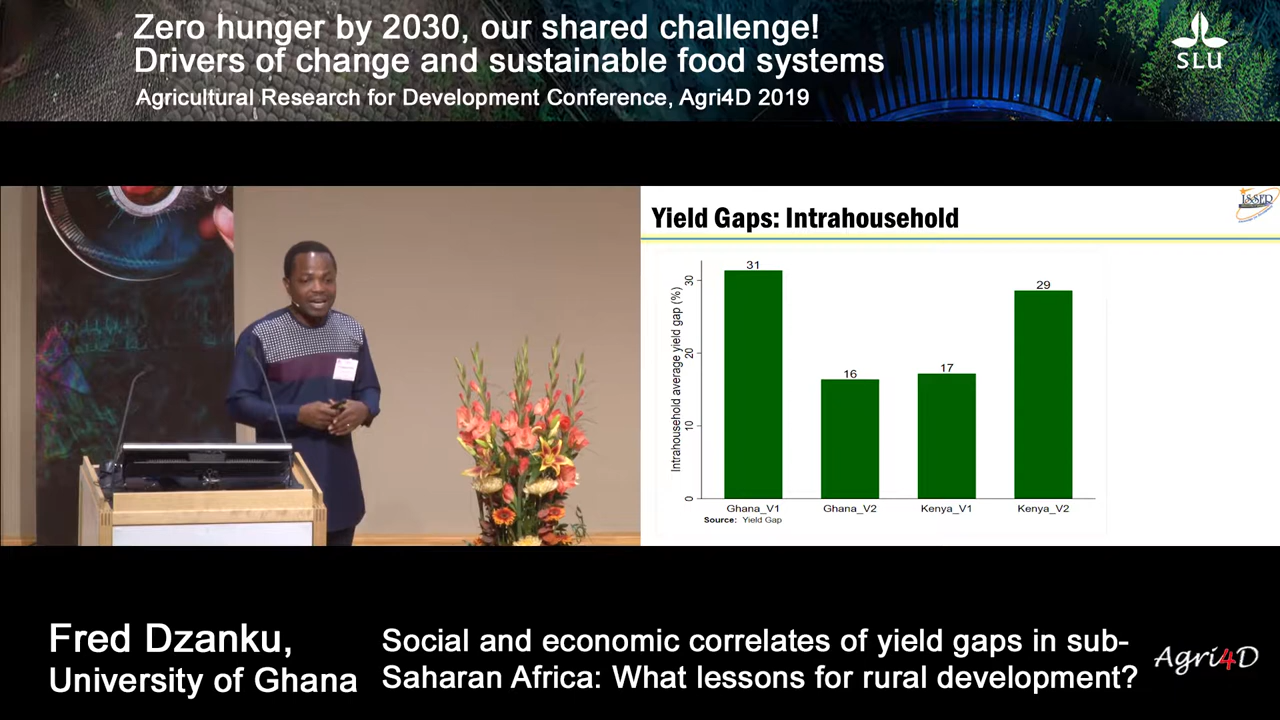 Zero hunger by 2030, our shared challenge!
Drivers of change and sustainable food systems
Agricultural Research for Development Conference, Agri4D 2019
SLU
Yield Gaps: Intrahousehold
ISSER
Intrahousehold average yield gap (%)
30
20
10
0
31
16
17
29
Ghana_V1
Ghana_V2
Kenya_V1
Kenya_V2
Source: Yield Gap
Fred Dzanku,
University of Ghana
Social and economic correlates of yield gaps in sub-
Saharan Africa: What lessons for rural development?
Agri4D